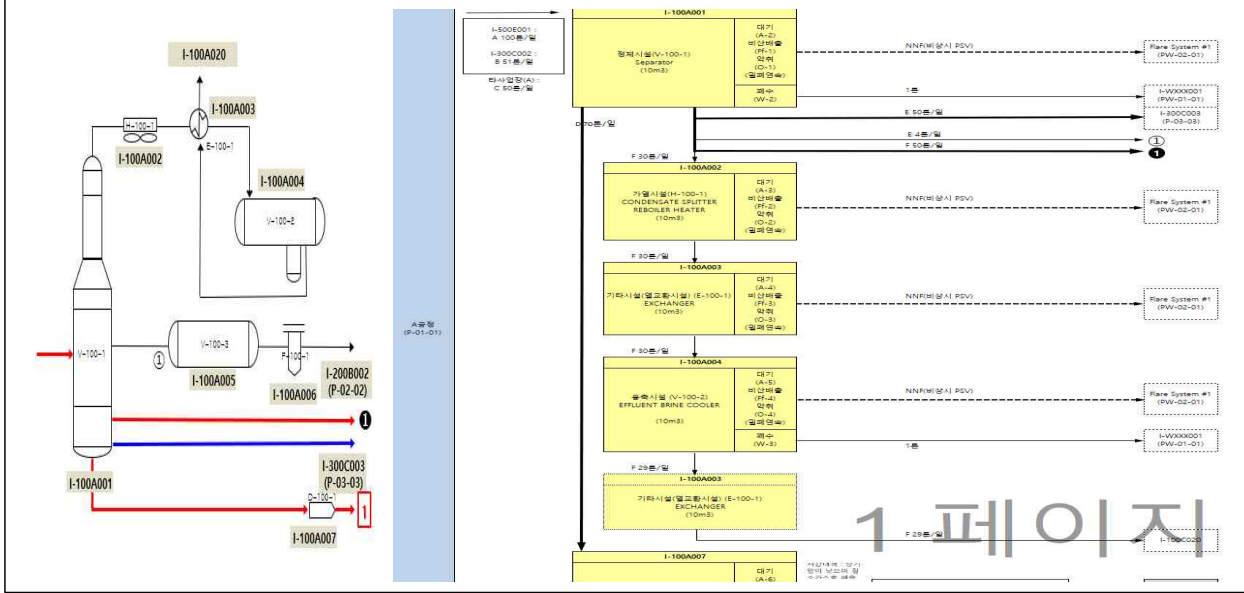 I-100A020
I-100A003
H-100-1
I-100A002
E-100-1
I-100A004
V-100-2
V-100-1
①
V-100-3
I-100A005
F-100-1
I-100A006
I-200B002
(P-02-02)
❶
I-300C003
(P-03-03)
I-100A001
D-100-1
1
I-100A007
A공정
(P-01-01)
I-500E001 :
A 100톤/일
I-300C002 :
B 51톤/일
타사업장(A) :
C 50톤/일
I-100A001
정제시설(V-100-1)
Separator
(10m3)
대기
(A-2)
비산배출
(Ff-1)
악취
(O-1)
(밀폐연속)
폐수
(W-2)
NNF(비상시 PSV)
Flare System #1
(PW-02-01)
1톤
I-WXXX001
(PW-01-01)
E 50톤/일
I-300C003
(P-03-03)
E 4톤/일
①
F 50톤/일
❶
D 70톤/일
F 30톤/일
I-100A002
가열시설(H-100-1)
CONDENSATE SPLITTER
REBOILER HEATER
(10m3)
대기
(A-3)
비산배출
(Ff-2)
악취
(O-2)
(밀폐연속)
NNF(비상시 PSV)
Flare System #1
(PW-02-01)
F 30톤/일
I-100A003
기타시설(열교환시설) (E-100-1)
EXCHANGER
(10m3)
대기
(A-4)
비산배출
(Ff-3)
악취
(O-3)
(밀폐연속)
NNF(비상시 PSV)
Flare System #1
(PW-02-01)
F 30톤/일
I-100A004
응축시설 (V-100-2)
EFFLUENT BRINE COOLER
(10m3)
대기
(A-5)
비산배출
(Ff-4)
악취
(O-4)
(밀폐연속)
폐수
(W-3)
NNF(비상시 PSV)
Flare System #1
(PW-02-01)
1톤
I-WXXX001
(PW-01-01)
F 29톤/일
I-100A003
기타시설(열교환시설) (E-100-1)
EXCHANGER
(10m3)
1 페이지
F 29톤/일
I-100C020
I-100A007
대기
(A-6)